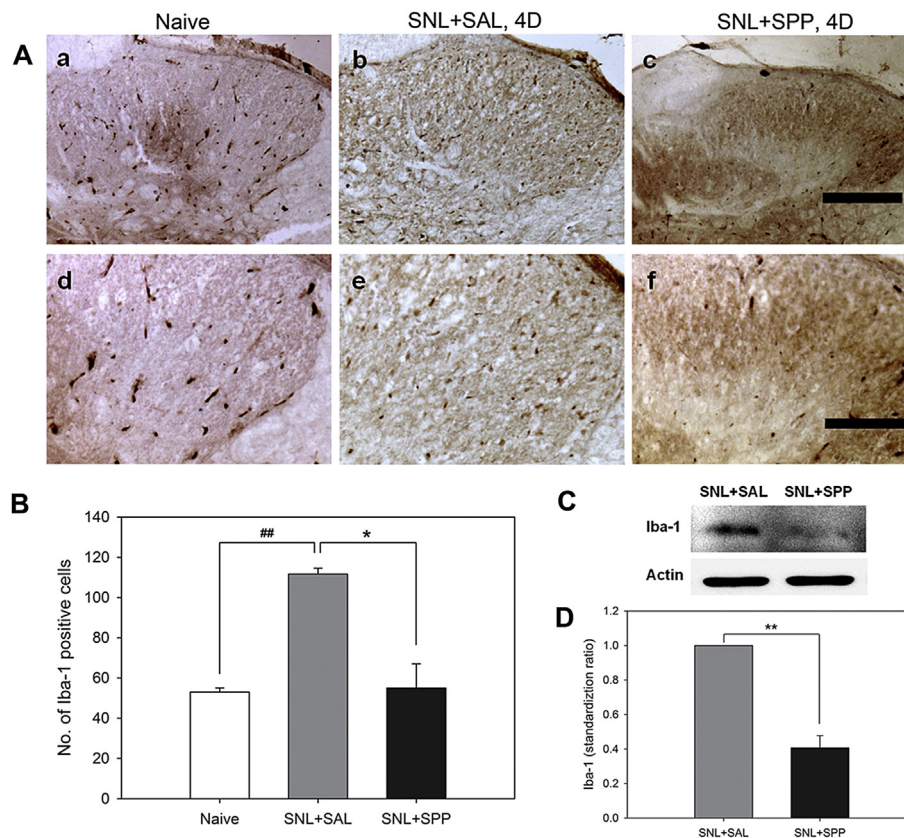 Naive SNL+SAL, 4D SNL+SPP, 4D
A
a b c
d e f
B
140
120
100
80
60
40
20
0
No. of Iba-1 positive cells
## *
Naive SNL+SAL SNL+SPP
C
SNL+SAL SNL+SPP
Iba-1
Actin
D
1.2
1.0
0.8
0.6
0.4
0.2
0.0
Iba-1 (standardiztion ratio)
**
SNL+SAL SNL+SPP